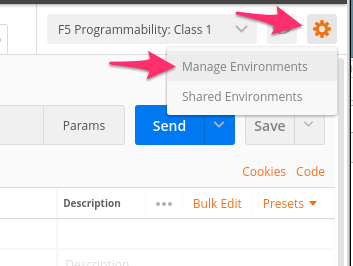 F5 Programmability: Class 1
Manage Environments
Shared Environments
Params
Send
Save
Cookies Code
Description ••• Bulk Edit Presets
Description